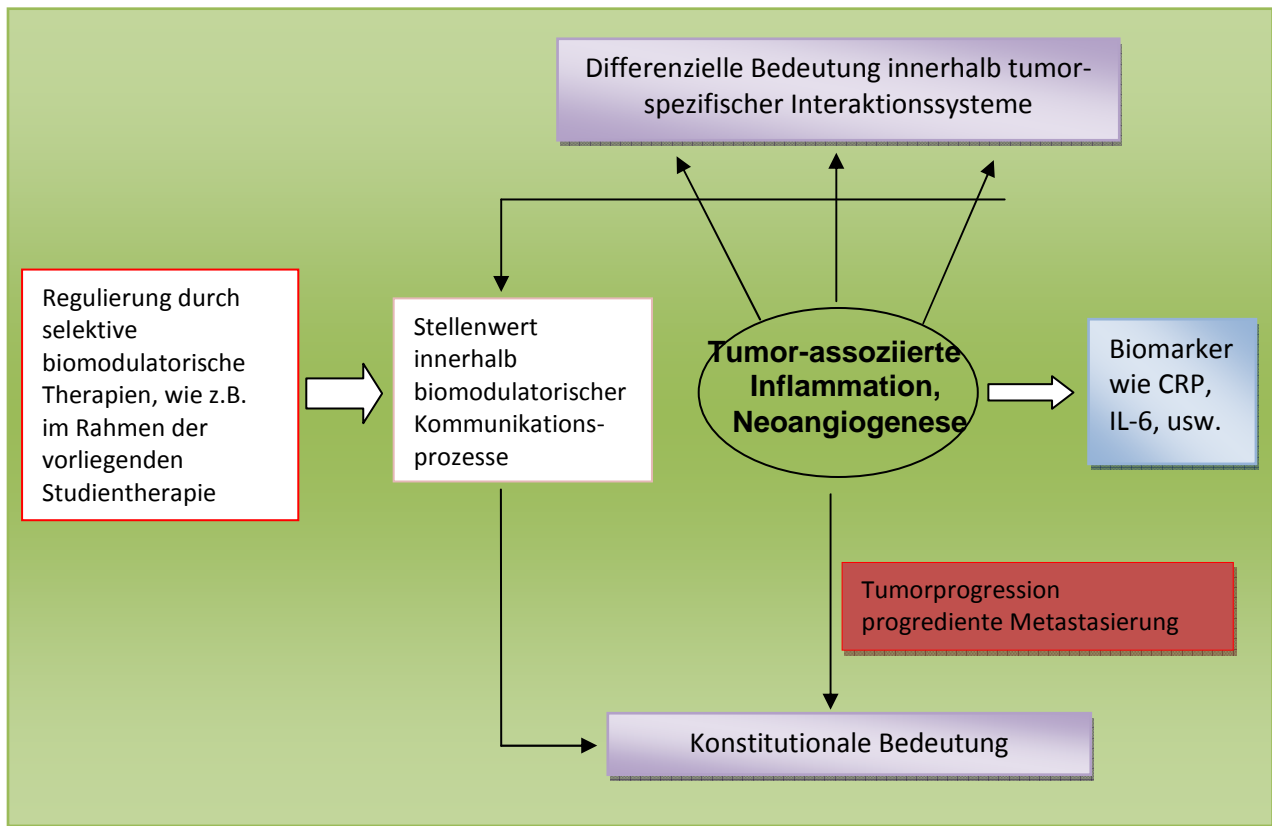 Differenzielle Bedeutung innerhalb tumor-
spezifischer Interaktionssysteme
Regulierung durch
selektive
biomodulatorische
Therapien, wie z.B.
im Rahmen der
vorliegenden
Studientherapie
Stellenwert
innerhalb
biomodulatorischer
Kommunikations-
prozesse
Tumor-assoziierte
Inflammation,
Neoangiogenese
Biomarker
wie CRP,
IL-6, usw.
Tumorprogression
progrediente Metastasierung
Konstitutionale Bedeutung